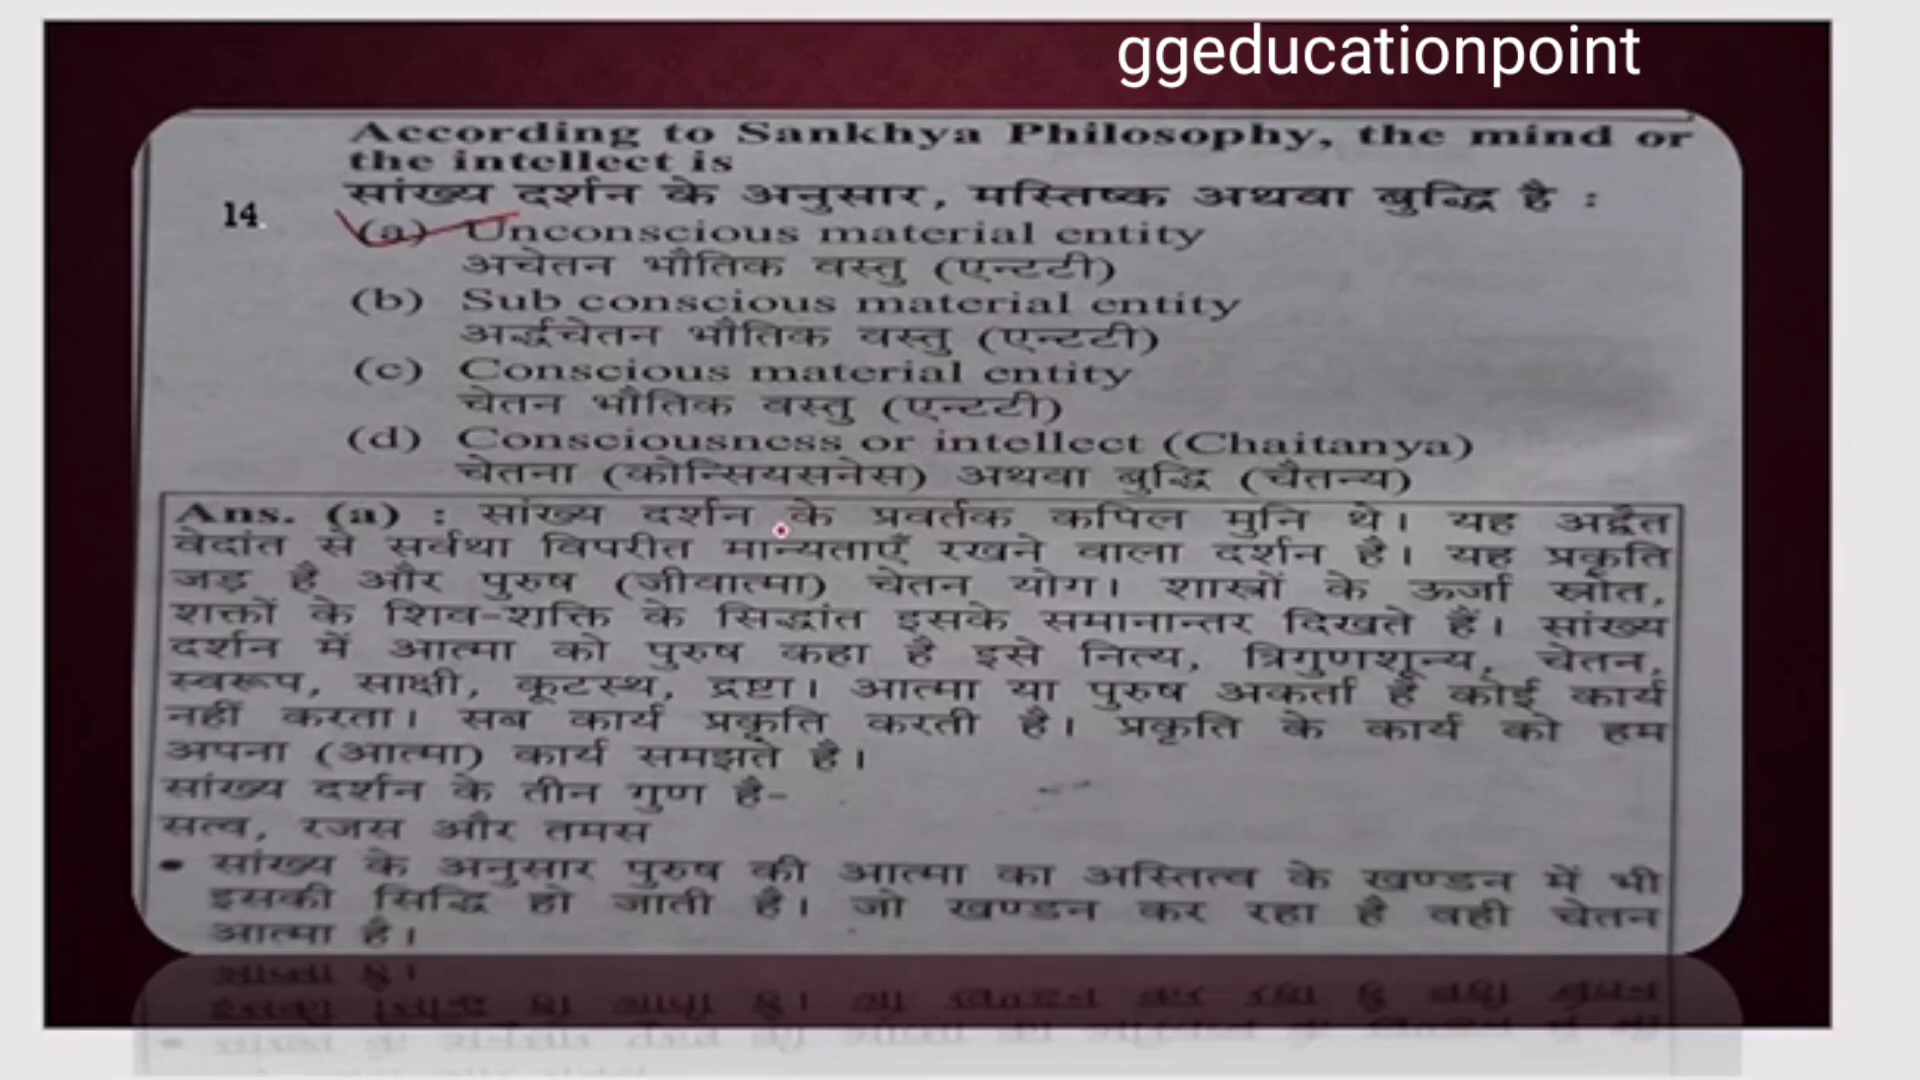 ggeducationpoint
According to Sankhya Philosophy, the mind or
the intellect is
14. सांख्य दर्शन के अनुसार, मस्तिष्क अथवा बुद्धि है :
(a) Unconscious material entity
अचेतन भौतिक वस्तु (एन्टटी)
(b) Sub conscious material entity
अर्द्धचेतन भौतिक वस्तु (एन्टटी)
(c) Conscious material entity
चेतन भौतिक वस्तु (एन्टटी)
(d) Consciousness or intellect (Chaitanya)
चेतना (कोन्सियसनेस) अथवा बुद्धि (चैतन्य)
Ans. (a) : सांख्य दर्शन के प्रवर्तक कपिल मुनि थे। यह अद्वैत
वेदांत से सर्वथा विपरीत मान्यताएँ रखने वाला दर्शन है। यह प्रकृति
जड़ है और पुरुष (जीवात्मा) चेतन योग। शास्त्रों के ऊर्जा स्रोत,
शक्तों के शिव-शक्ति के सिद्धांत इसके समानान्तर दिखते हैं। सांख्य
दर्शन में आत्मा को पुरुष कहा है इसे नित्य, त्रिगुणशून्य, चेतन,
स्वरूप, साक्षी, कूटस्थ, द्रष्टा। आत्मा या पुरुष अकर्ता है कोई कार्य
नहीं करता। सब कार्य प्रकृति करती है। प्रकृति के कार्य को हम
अपना (आत्मा) कार्य समझते है।
सांख्य दर्शन के तीन गुण है-
सत्व, रजस और तमस
• सांख्य के अनुसार पुरुष की आत्मा का अस्तित्व के खण्डन में भी
इसकी सिद्धि हो जाती है। जो खण्डन कर रहा है वही चेतन
आत्मा है।